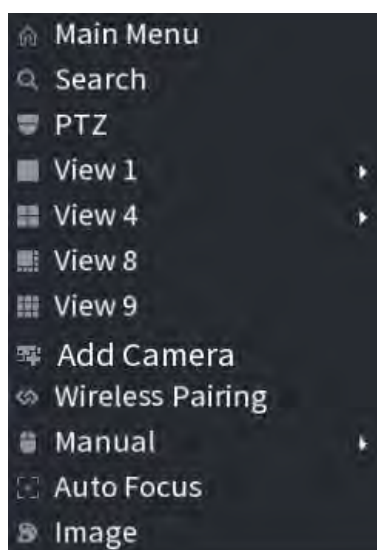 Main Menu
Search
PTZ
View 1
View 4
View 8
View 9
Add Camera
Wireless Pairing
Manual
Auto Focus
Image